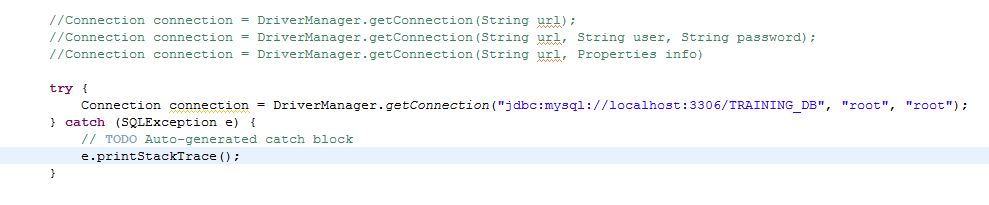 //Connection connection = DriverManager.getConnection(String url);
//Connection connection = DriverManager.getConnection(String url, String user, String password);
//Connection connection = DriverManager.getConnection(String url, Properties info)
try {
Connection connection = DriverManager.getConnection("jdbc:mysql://localhost:3306/TRAINING_DB", "root", "root");
} catch (SQLException e) {
// TODO Auto-generated catch block
e.printStackTrace();
}